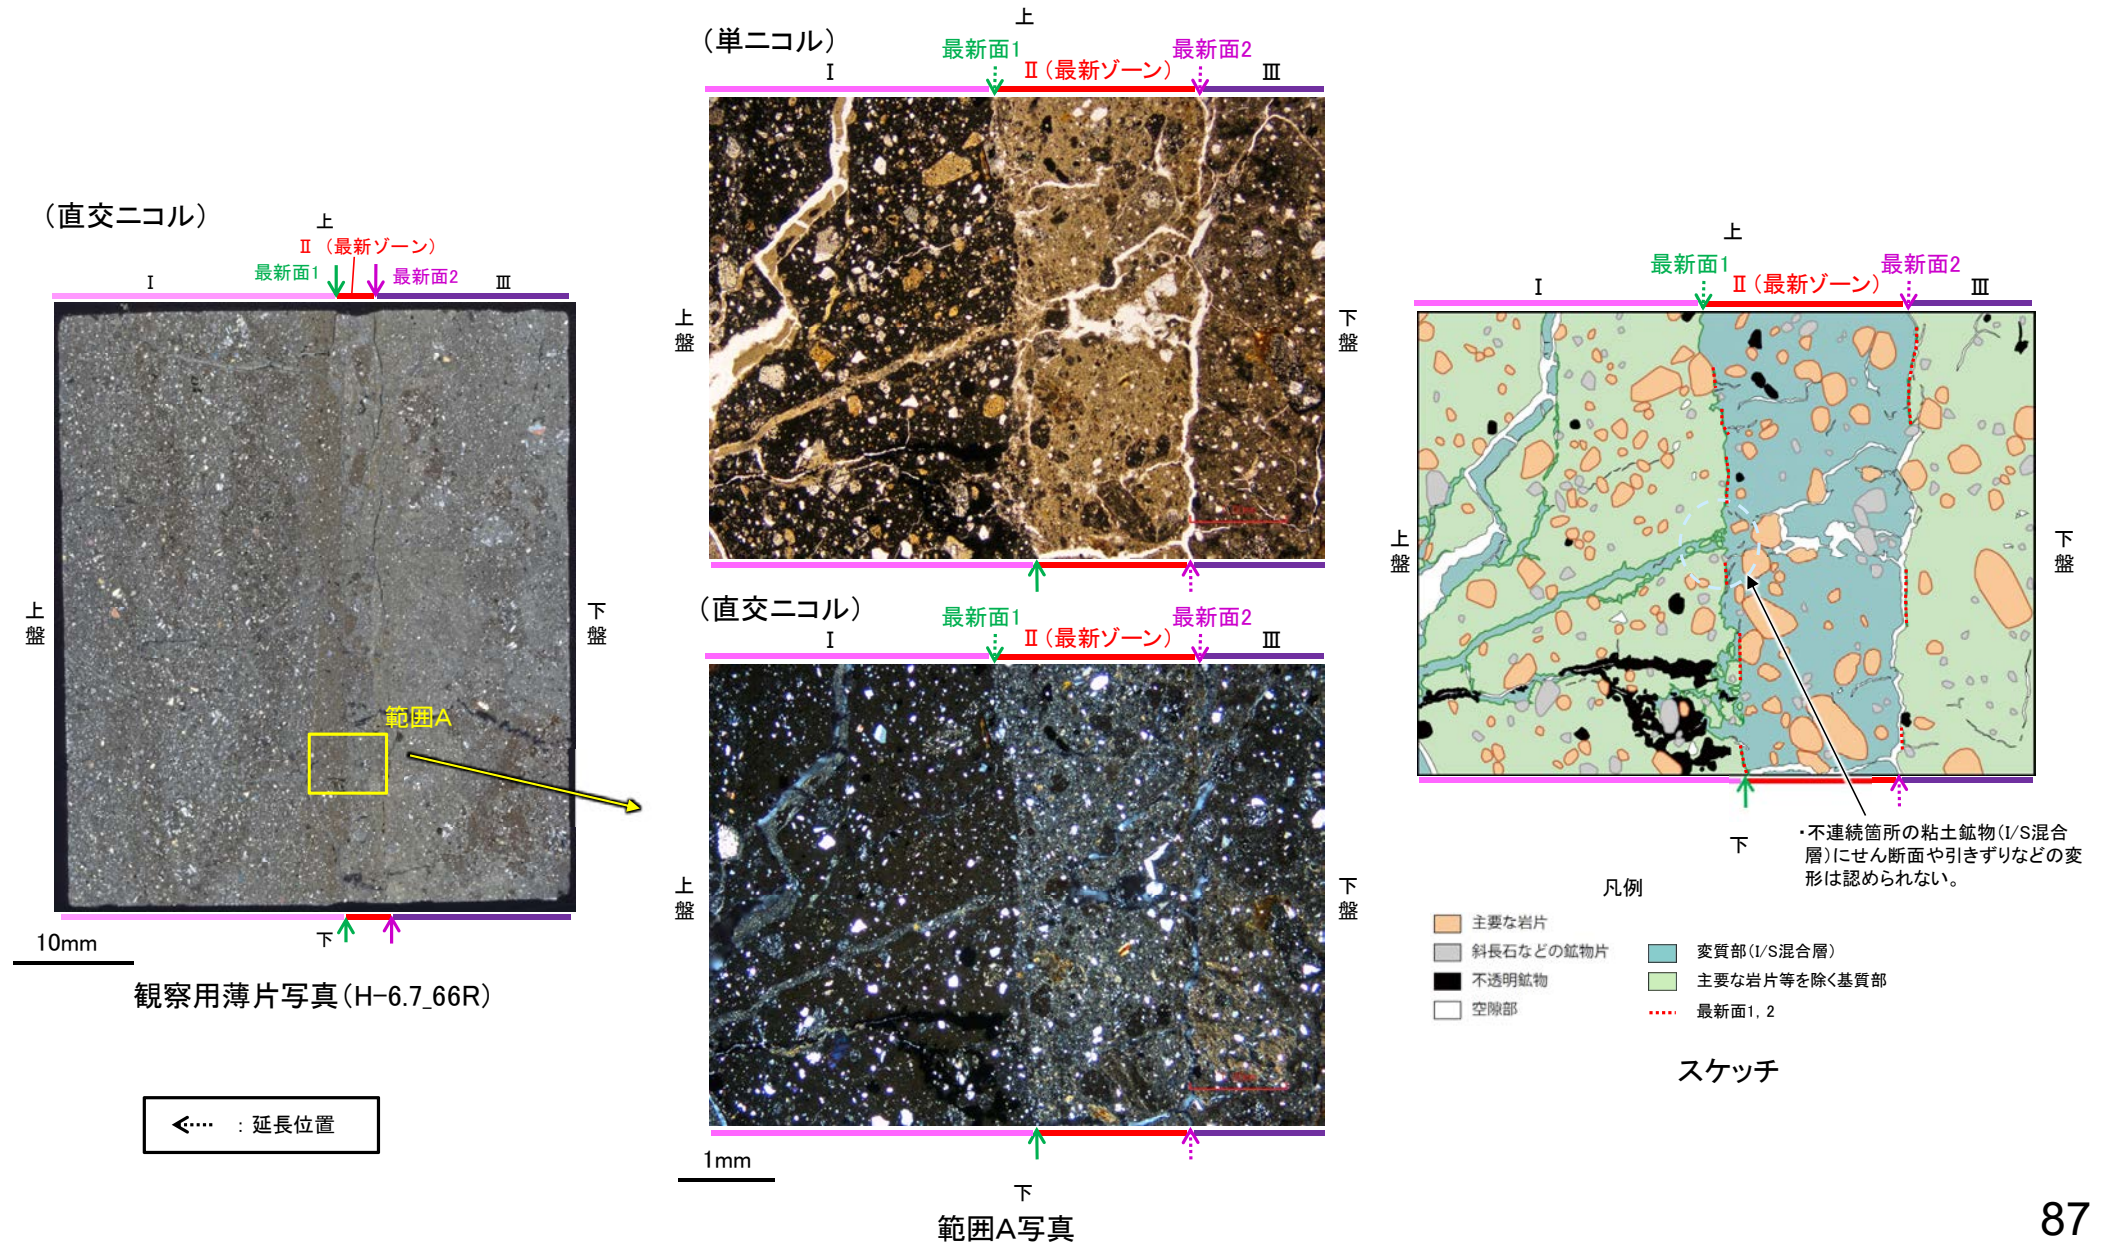 （直交ニコル）
上
Ⅱ （最新ゾーン）
最新面1
最新面2
Ⅰ
Ⅲ
上盤
下盤
範囲A
下
10mm
観察用薄片写真（H-6.7_66R）
：延長位置
（単ニコル）
上
最新面1
最新面2
Ⅰ
Ⅱ（最新ゾーン）
Ⅲ
上盤
下盤
（直交ニコル）
最新面1
最新面2
Ⅰ
Ⅱ（最新ゾーン）
Ⅲ
上盤
下盤
1mm
下
範囲A写真
上
最新面1
最新面2
Ⅰ
Ⅱ（最新ゾーン）
Ⅲ
上盤
下盤
下
・不連続箇所の粘土鉱物（I/S混合
層）にせん断面や引きずりなどの変
形は認められない。
凡例
主要な岩片
斜長石などの鉱物片
不透明鉱物
空隙部
変質部（I/S混合層）
主要な岩片等を除く基質部
最新面1，2
スケッチ
87